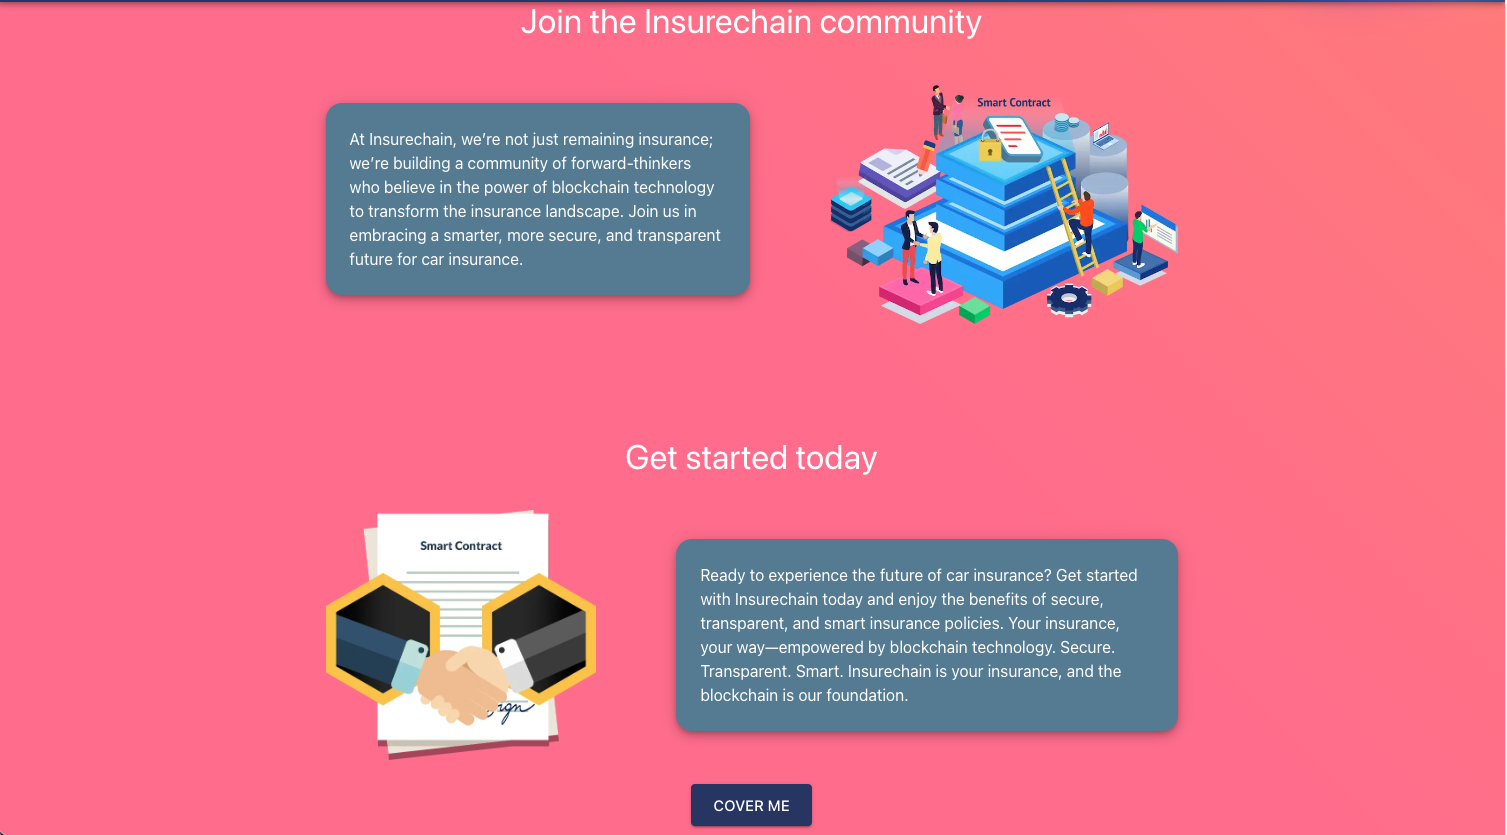 Join the Insurechain community
Smart Contract
At Insurechain, we’re not just remaining insurance;
we’re building a community of forward-thinkers
who believe in the power of blockchain technology
to transform the insurance landscape. Join us in
embracing a smarter, more secure, and transparent
future for car insurance.
Get started today
Smart Contract
Ready to experience the future of car insurance? Get started
with Insurechain today and enjoy the benefits of secure,
transparent, and smart insurance policies. Your insurance,
your way—empowered by blockchain technology. Secure.
Transparent. Smart. Insurechain is your insurance, and the
blockchain is our foundation.
COVER ME